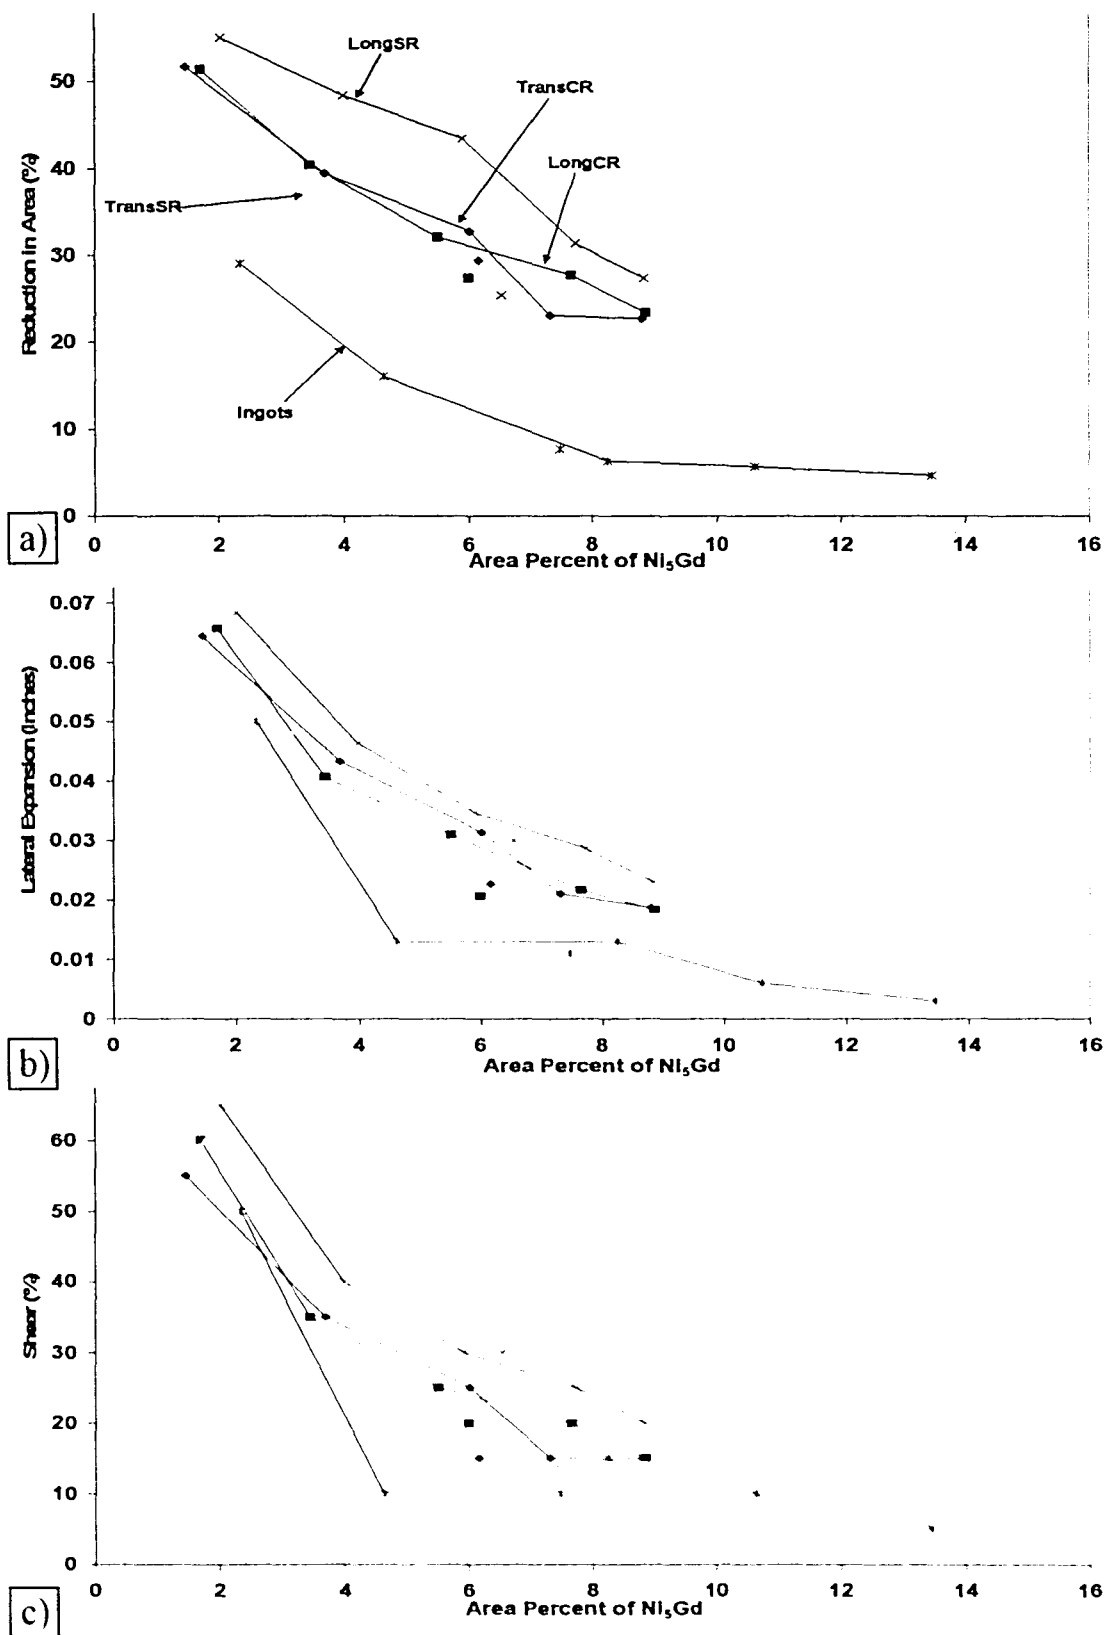 50
40
30
20
10
0
Reduction in Area (%)
LongSR
TransCR
LongCR
TransSR
Ingots
a)
0 2 4 6 8 10 12 14 16
Area Percent of Ni₅Gd
0.07
0.06
0.05
0.04
0.03
0.02
0.01
0
Lateral Expansion (Inches)
b)
0 2 4 6 8 10 12 14 16
Area Percent of Ni₅Gd
60
50
40
30
20
10
0
Shear (%)
c)
0 2 4 6 8 10 12 14 16
Area Percent of Ni₅Gd